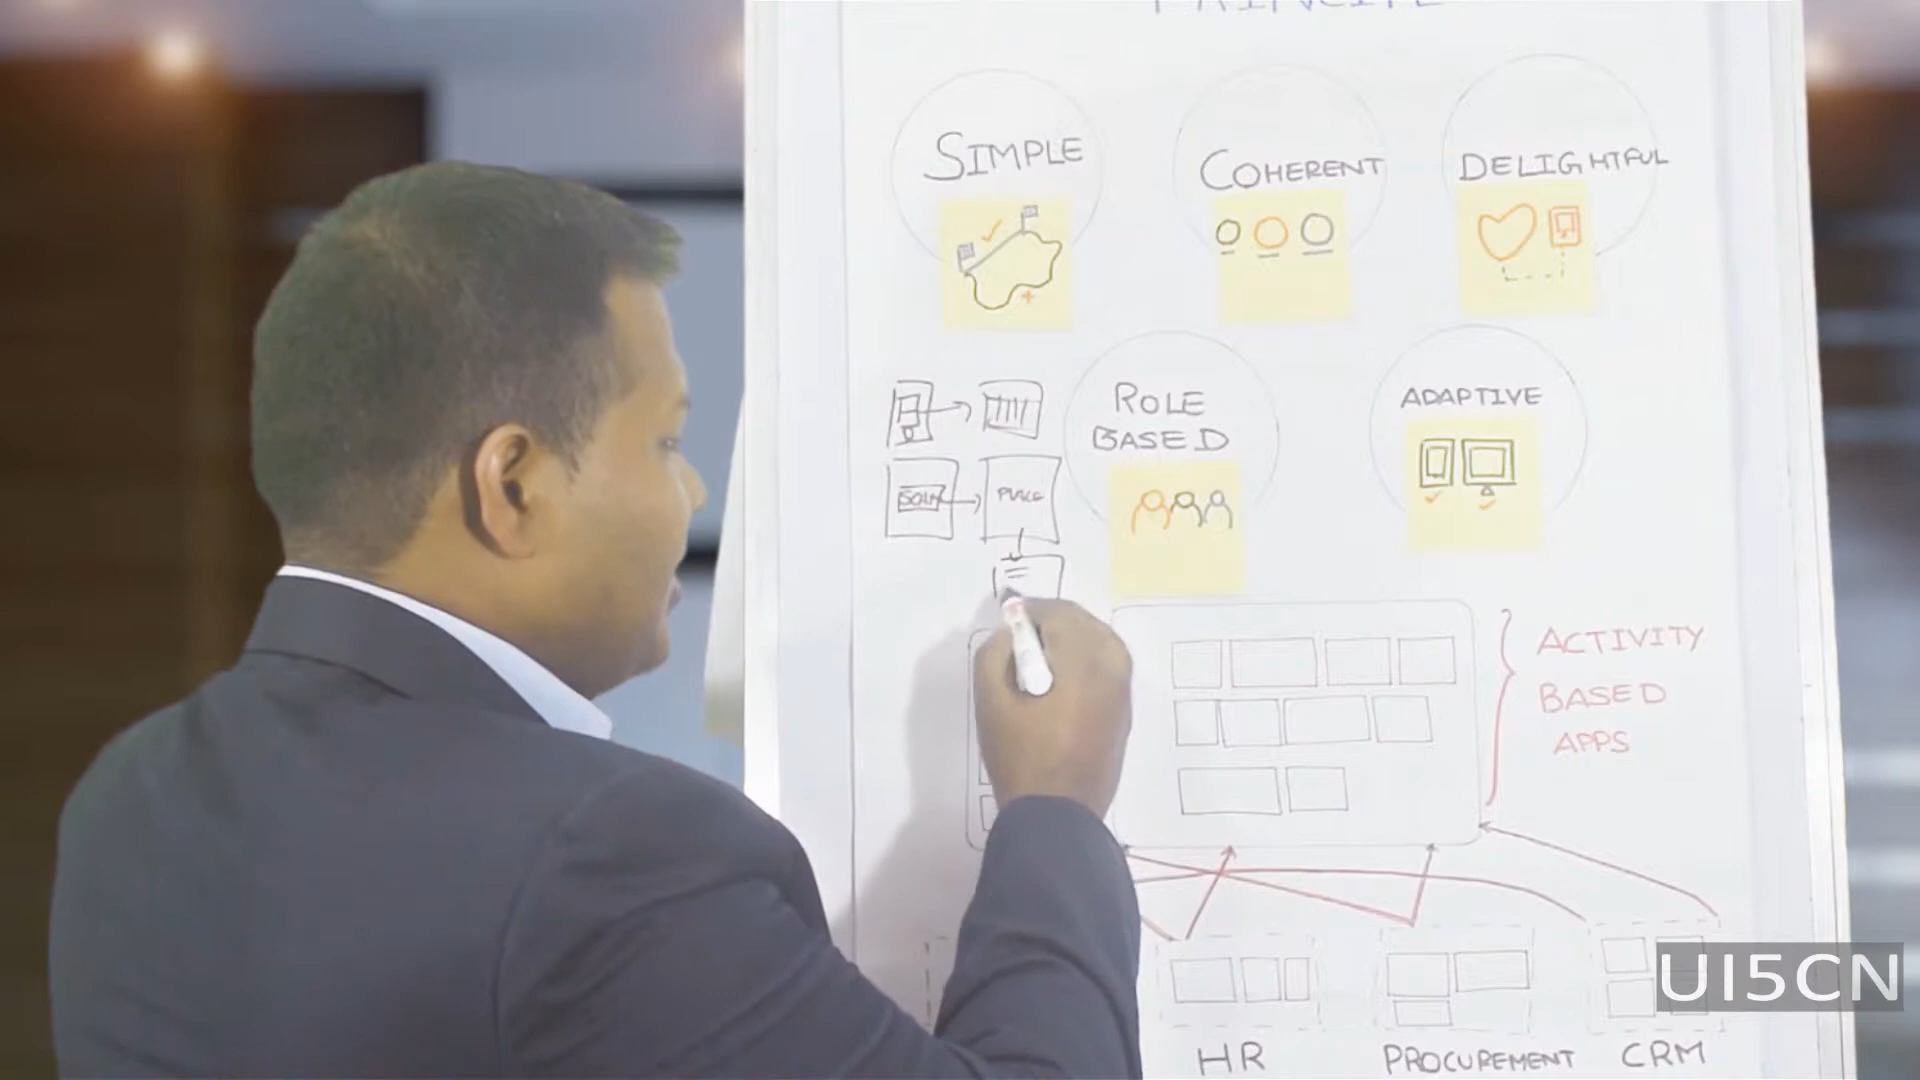 SIMPLE
COHERENT
DELIGHTFUL
ROLE
BASED
ADAPTIVE
ACTIVITY
BASED
APPS
HR
PROCUREMENT
CRM
UI5CN